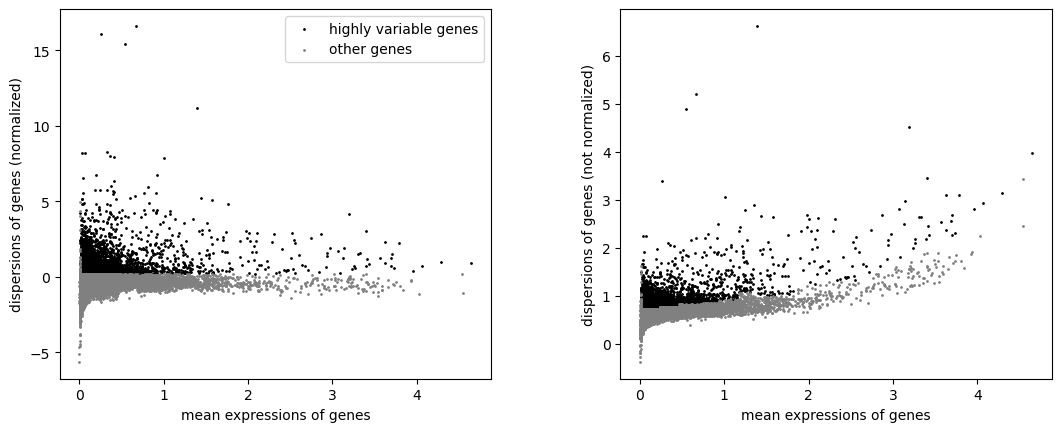 dispersions of genes (normalized)
15
10
5
0
−5
highly variable genes
other genes
0 1 2 3 4
mean expressions of genes
dispersions of genes (not normalized)
6
5
4
3
2
1
0
0 1 2 3 4
mean expressions of genes